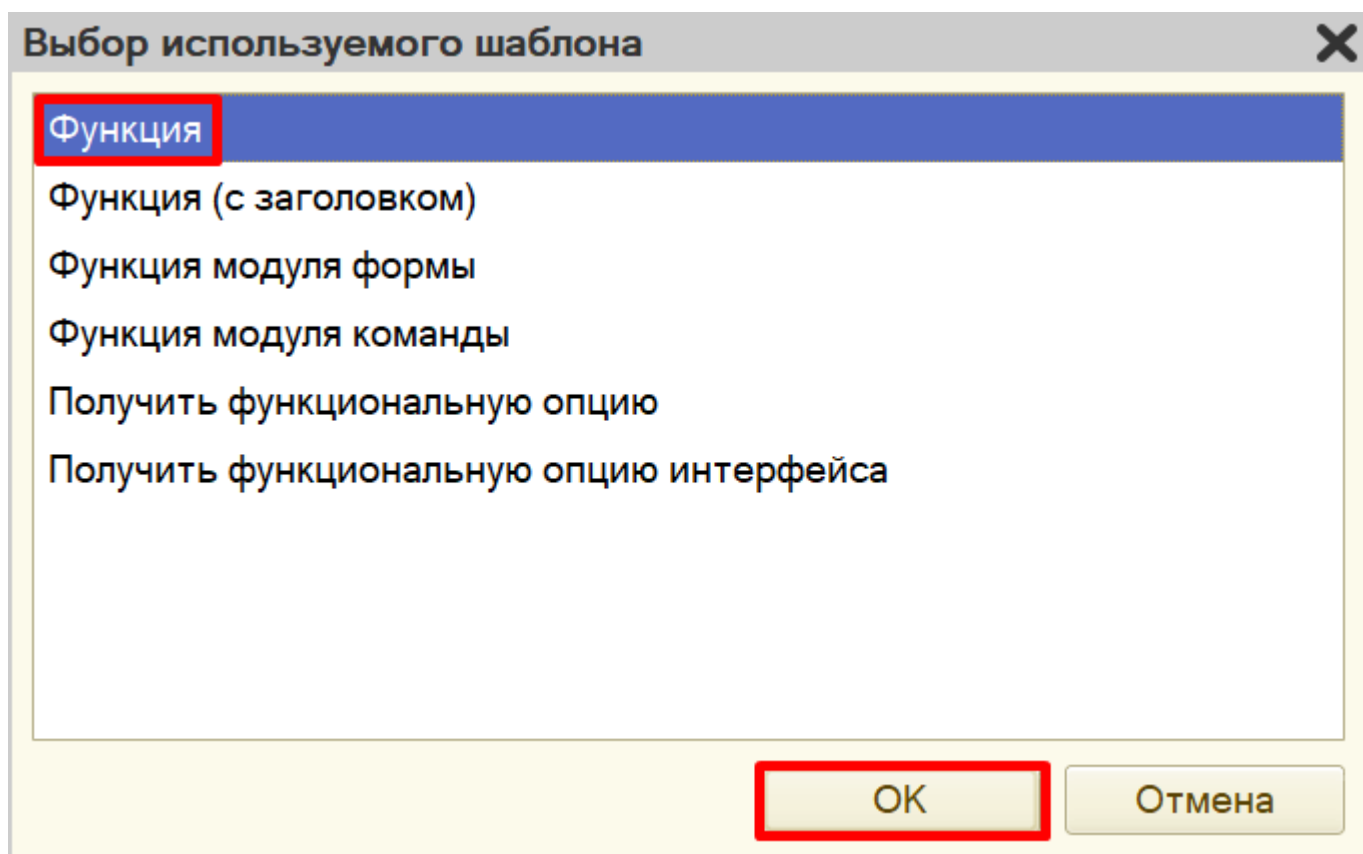 Выбор используемого шаблона
Функция
Функция (с заголовком)
Функция модуля формы
Функция модуля команды
Получить функциональную опцию
Получить функциональную опцию интерфейса
OK
Отмена